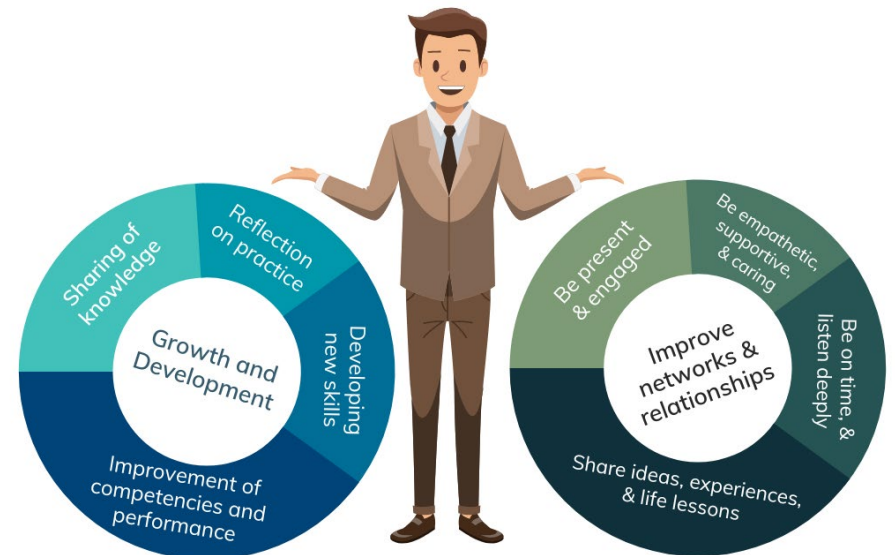 Sharing of
knowledge
Reflection
on practice
Developing
new skills
Improvement of
competencies and
performance
Growth and
Development
Be present
& engaged
Be empathetic,
supportive,
& caring
Be on time, &
listen deeply
Share ideas, experiences,
& life lessons
Improve
networks &
relationships